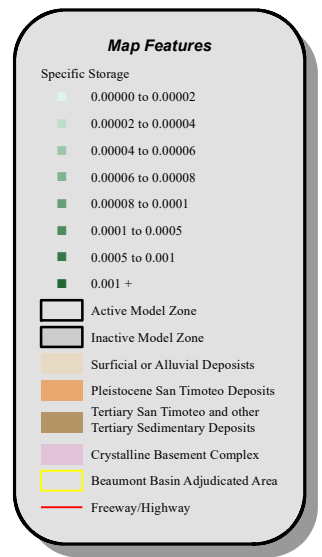 Map Features
Specific Storage
0.00000 to 0.00002
0.00002 to 0.00004
0.00004 to 0.00006
0.00006 to 0.00008
0.00008 to 0.0001
0.0001 to 0.0005
0.0005 to 0.001
0.001 +
Active Model Zone
Inactive Model Zone
Surficial or Alluvial Deposists
Pleistocene San Timoteo Deposits
Tertiary San Timoteo and other
Tertiary Sedimentary Deposits
Crystalline Basement Complex
Beaumont Basin Adjudicated Area
Freeway/Highway